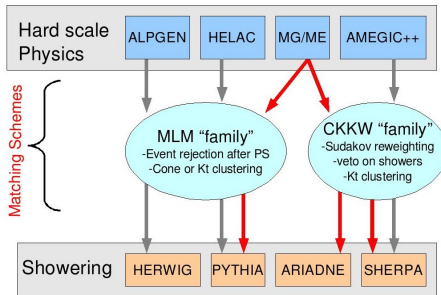 Hard scale
Physics
ALPGEN
HELAC
MG/ME
AMEGIC++
Matching Schemes
MLM “family”
-Event rejection after PS
-Cone or Kt clustering
CKKW “family”
-Sudakov reweighting
-veto on showers
-Kt clustering
Showering
HERWIG
PYTHIA
ARIADNE
SHERPA